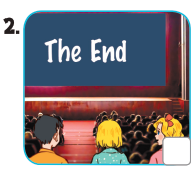 2.
The End